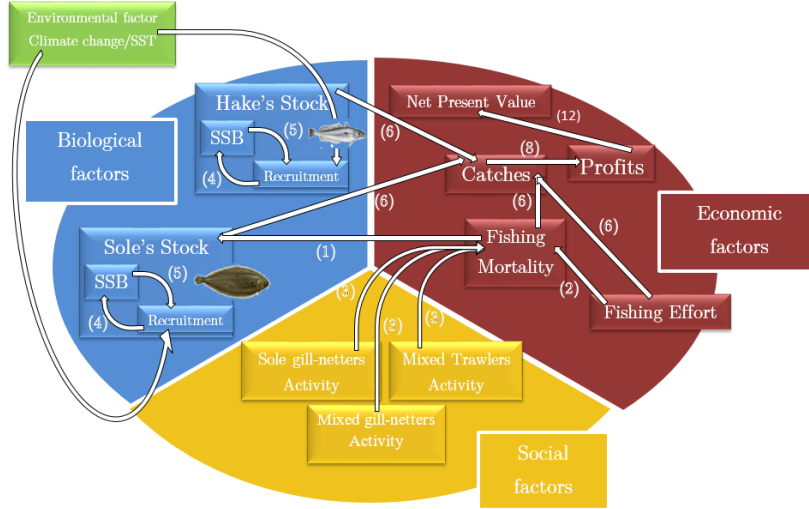 Environmental factor
Climate change/SST
Hake's Stock
Net Present Value
(12)
Biological
factors
SSB
(5)
(6)
(8)
Catches
Profits
(4)
Recruitment
(6)
(6)
(6)
Economic
factors
Sole's Stock
(1)
Fishing
Mortality
SSB
(5)
(2)
(4)
Recruitment
(3)
(3)
(3)
Fishing Effort
Sole gill-netters
Activity
Mixed Trawlers
Activity
Mixed gill-netters
Activity
Social
factors